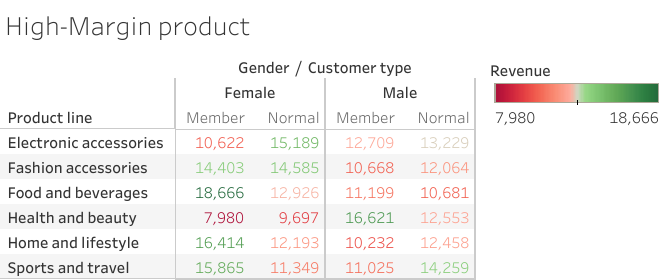 High-Margin product
Gender / Customer type
Revenue
Female Male
7,980 18,666
Product line Member Normal Member Normal
Electronic accessories 10,622 15,189 12,709 13,229
Fashion accessories 14,403 14,585 10,668 12,064
Food and beverages 18,666 12,926 11,199 10,681
Health and beauty 7,980 9,697 16,621 12,553
Home and lifestyle 16,414 12,193 10,232 12,458
Sports and travel 15,865 11,349 11,025 14,259